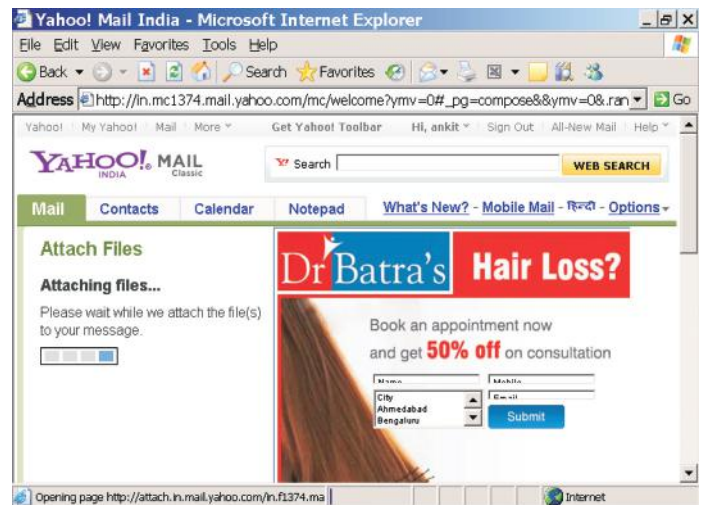 Yahoo! Mail India - Microsoft Internet Explorer
File Edit View Favorites Tools Help
Back Search Favorites
Address http://in.mc1374.mail.yahoo.com/mc/welcome?ymv=0#_pg=compose&&ymv=0&.ran Go
Yahoo! My Yahoo! Mail More Get Yahoo! Toolbar Hi, ankit Sign Out All-New Mail Help
YAHOO! MAIL
INDIA Classic
Y! Search WEB SEARCH
Mail Contacts Calendar Notepad What's New? - Mobile Mail - हिन्दी - Options
Attach Files
Attaching files...
Please wait while we attach the file(s)
to your message.
Dr Batra's Hair Loss?
Book an appointment now
and get 50% off on consultation
Name Mobile
City Email
Ahmedabad
Bengaluru
Submit
Opening page http://attach.in.mail.yahoo.com/in.f1374.ma Internet